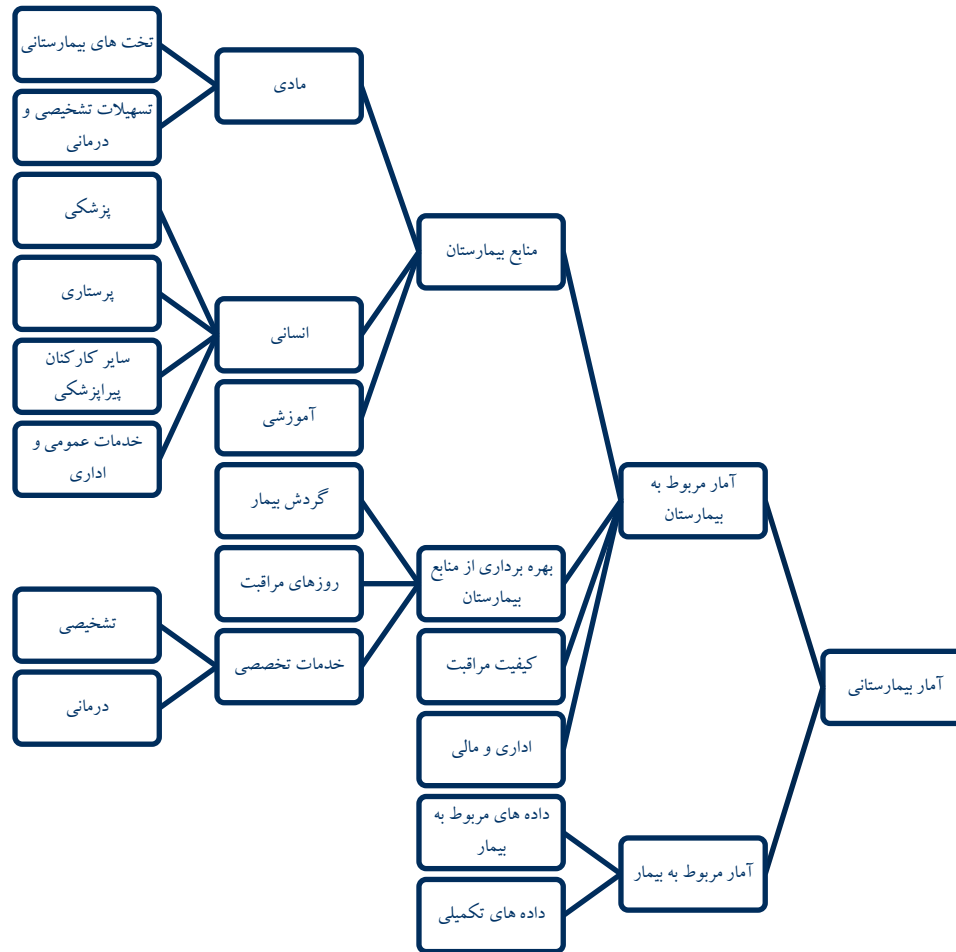 آمار بیمارستانی
آمار مربوط به
بیمارستان
منابع بیمارستان
مادی
تخت های بیمارستانی
تسهیلات تشخیصی و
درمانی
انسانی
پزشکی
پرستاری
سایر کارکنان
پیراپزشکی
خدمات عمومی و
اداری
آموزشی
بهره برداری از منابع
بیمارستان
گردش بیمار
روزهای مراقبت
خدمات تخصصی
تشخیصی
درمانی
کیفیت مراقبت
اداری و مالی
آمار مربوط به بیمار
داده های مربوط به
بیمار
داده های تکمیلی